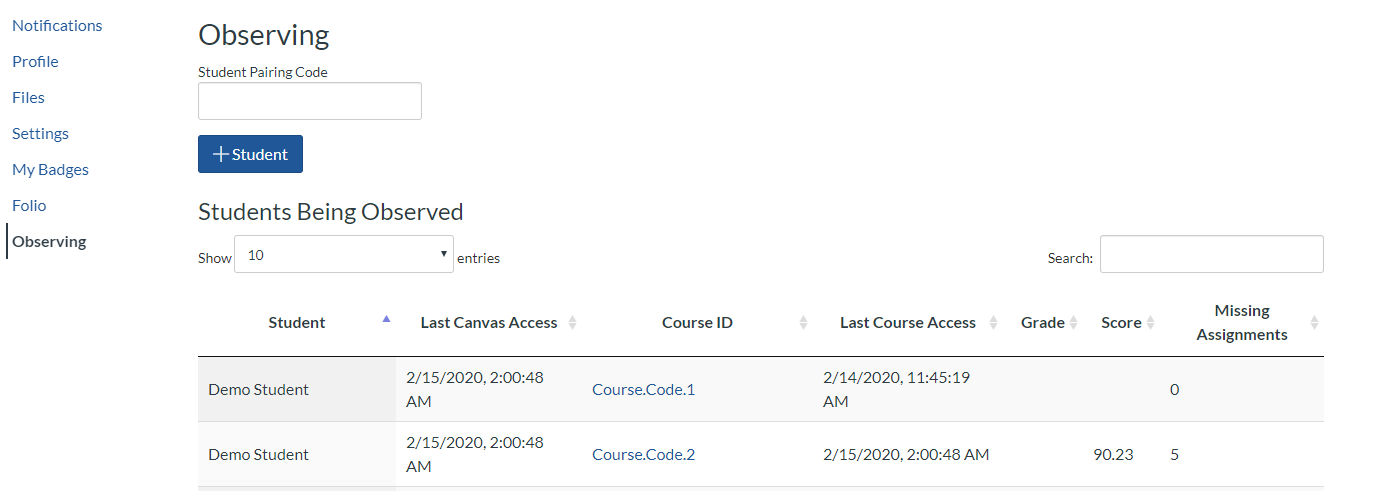 Notifications
Profile
Files
Settings
My Badges
Folio
Observing
Observing
Student Pairing Code
+ Student
Students Being Observed
Show 10 entries
Search:
Student Last Canvas Access Course ID Last Course Access Grade Score Missing Assignments
Demo Student 2/15/2020, 2:00:48 AM Course.Code.1 2/14/2020, 11:45:19 AM 0
Demo Student 2/15/2020, 2:00:48 AM Course.Code.2 2/15/2020, 2:00:48 AM 90.23 5